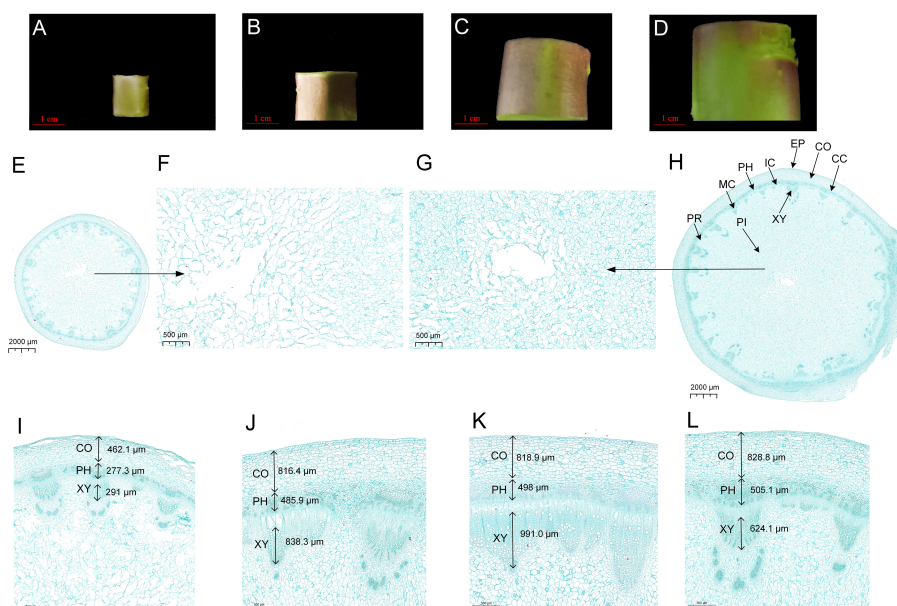 A
B
C
D
1 cm
1 cm
1 cm
1 cm
E
F
G
H
EP
CO
CC
IC
PH
MC
PR
PI
XY
2000 µm
500 µm
500 µm
2000 µm
I
J
K
L
CO
462.1 µm
PH
277.3 µm
XY
291 µm
CO
816.4 µm
PH
485.9 µm
XY
838.3 µm
CO
818.9 µm
PH
498 µm
XY
991.0 µm
CO
828.8 µm
PH
505.1 µm
XY
624.1 µm